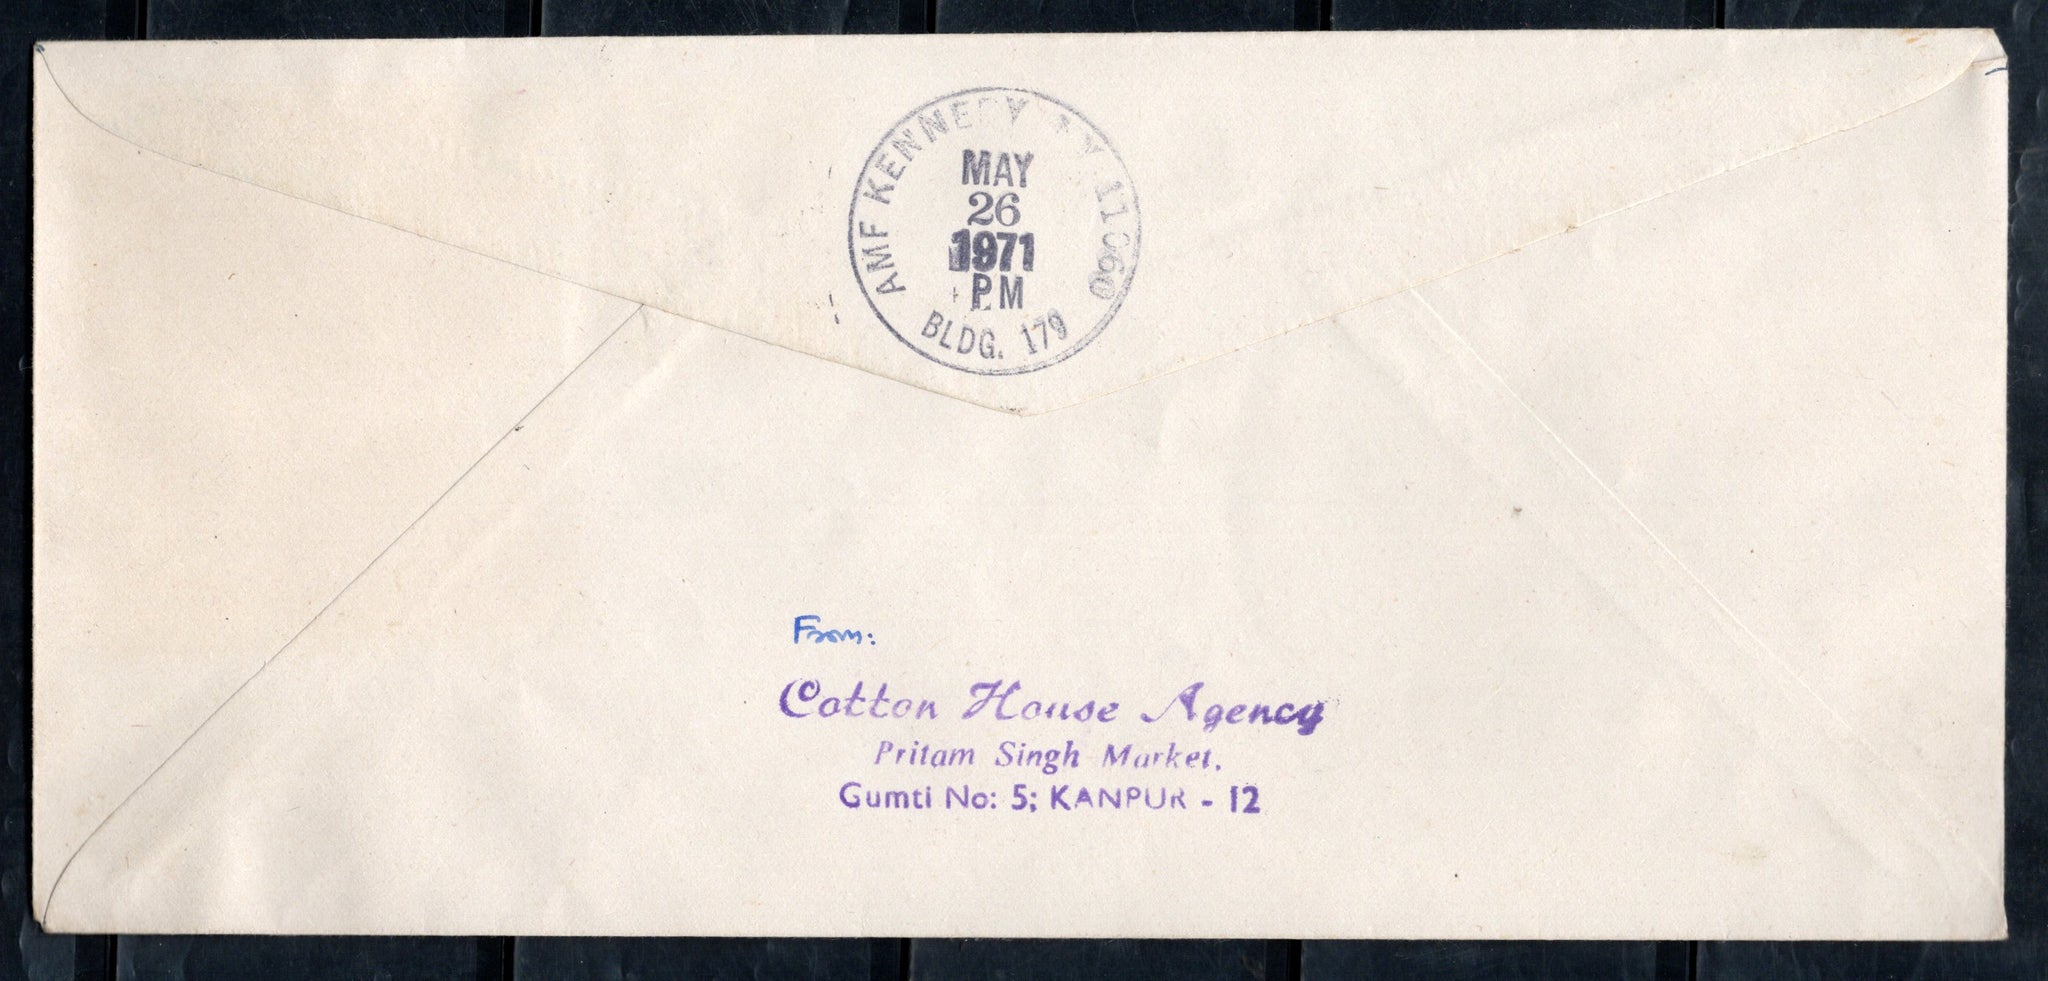 AMF KENNEDY NY 11060
MAY
26
1971
PM
BLDG. 179
From:
Cotton House Agency
Pritam Singh Market.
Gumti No: 5; KANPUR - 12